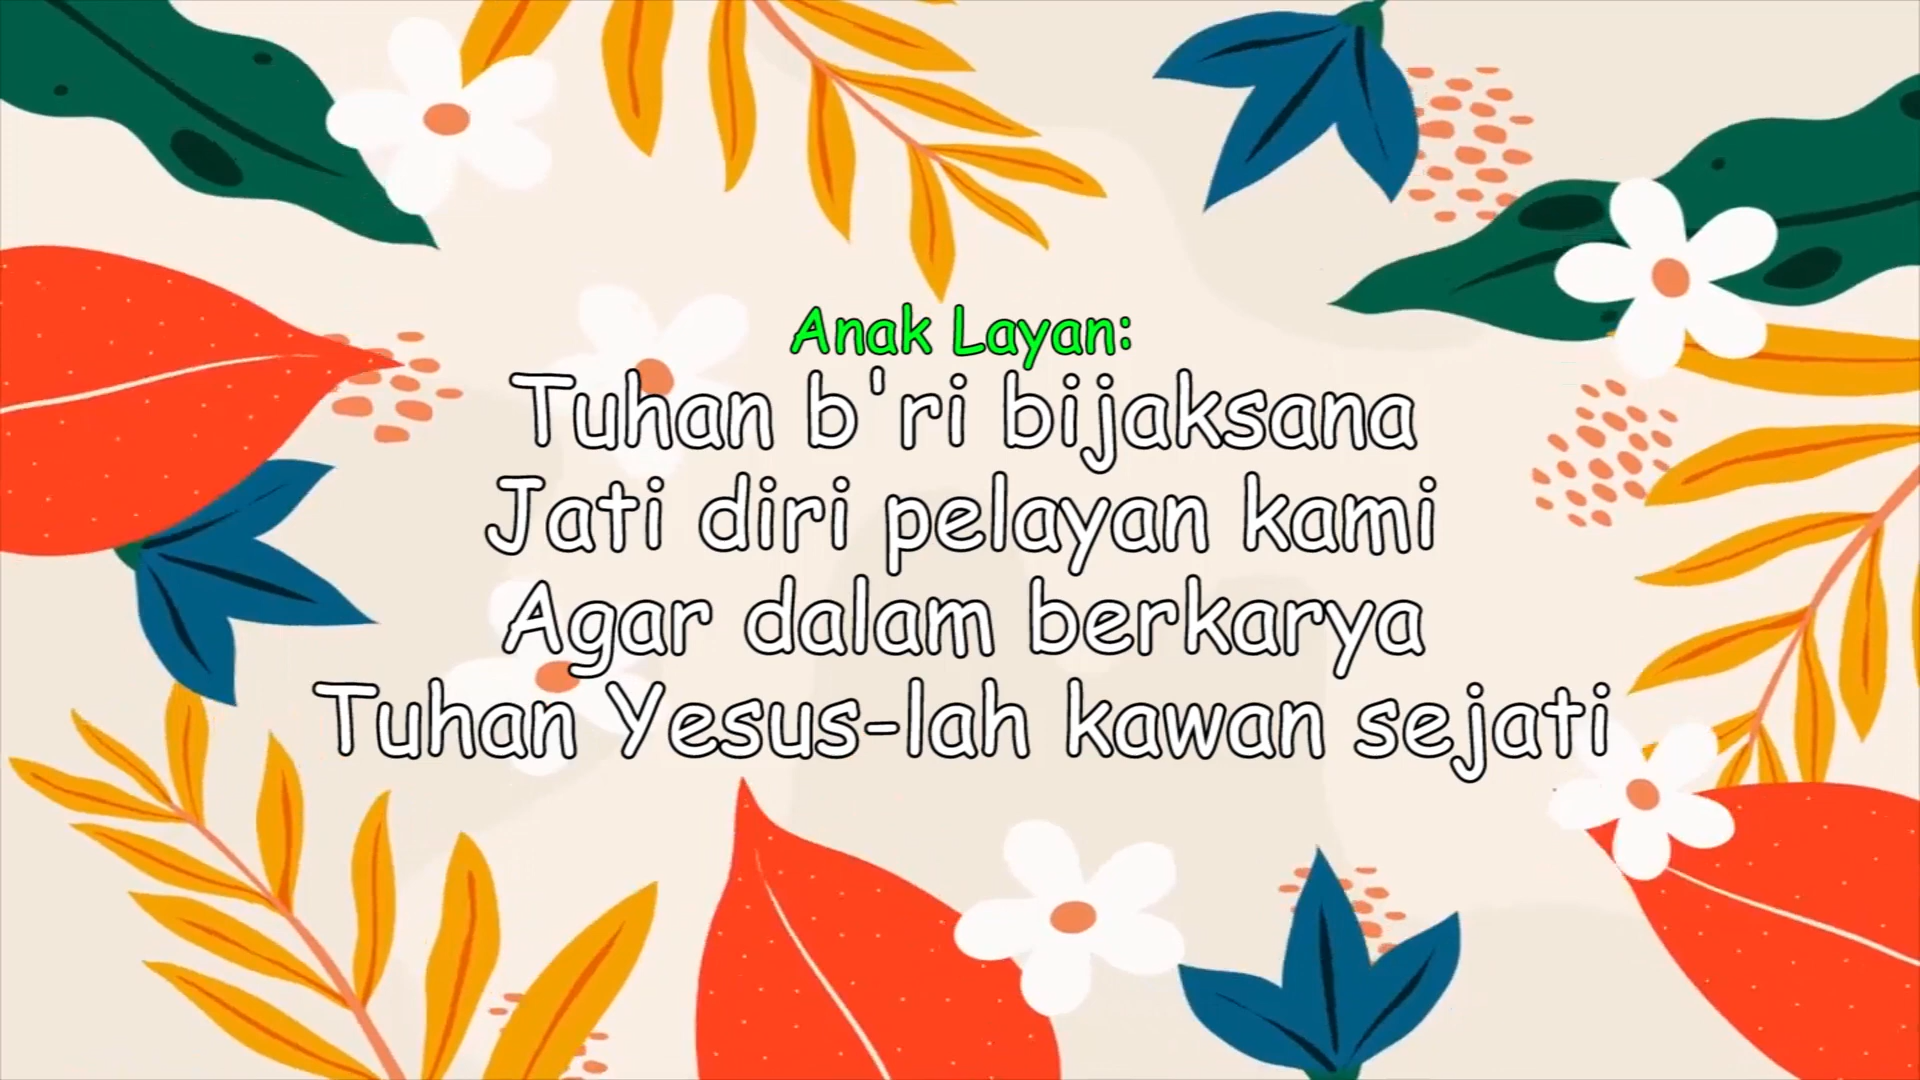 Anak Layan:
Tuhan b'ri bijaksana
Jati diri pelayan kami
Agar dalam berkarya
Tuhan Yesus-lah kawan sejati